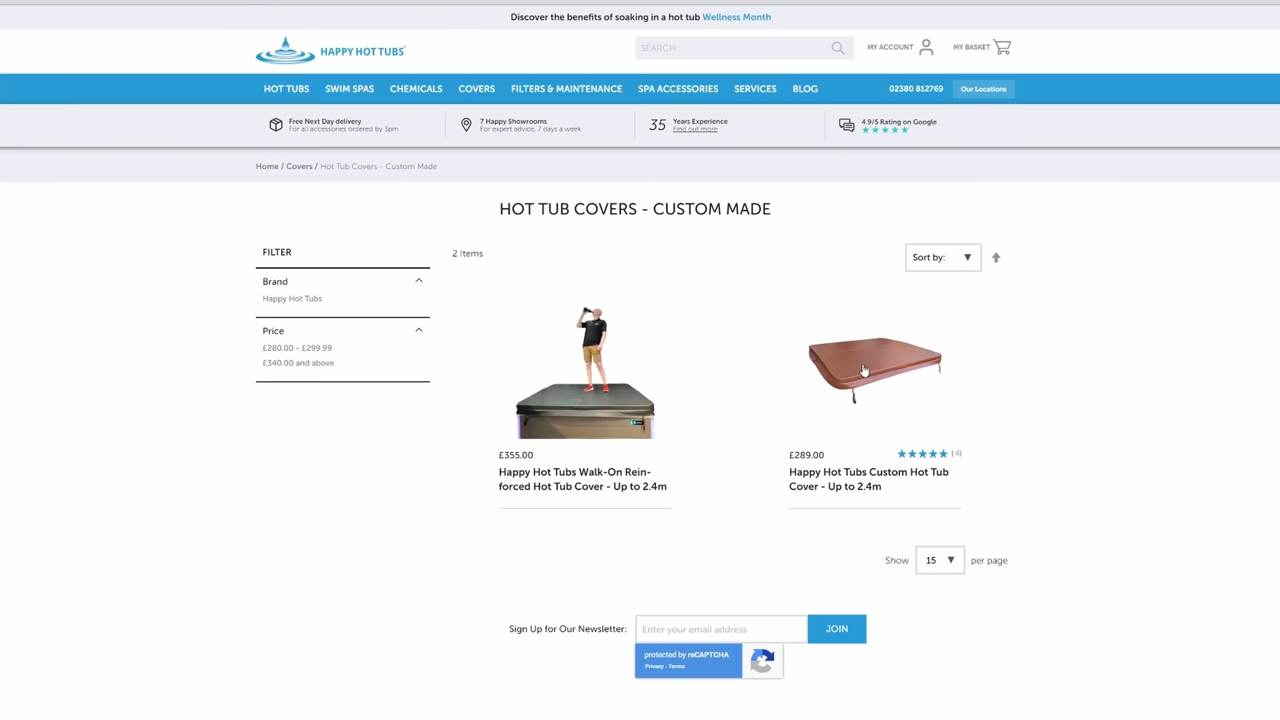 Discover the benefits of soaking in a hot tub Wellness Month
HAPPY HOT TUBS
SEARCH
MY ACCOUNT
MY BASKET
HOT TUBS SWIM SPAS CHEMICALS COVERS FILTERS & MAINTENANCE SPA ACCESSORIES SERVICES BLOG 02380 812769 Our Locations
Free Next Day delivery
For all accessories ordered by 3pm
7 Happy Showrooms
For expert advice, 7 days a week
35 Years Experience
Find out more
4.9/5 Rating on Google
Home / Covers / Hot Tub Covers - Custom Made
HOT TUB COVERS - CUSTOM MADE
FILTER
2 Items
Sort by:
Brand
Happy Hot Tubs
Price
£280.00 - £299.99
£340.00 and above
£355.00
Happy Hot Tubs Walk-On Rein-
forced Hot Tub Cover - Up to 2.4m
£289.00 (4)
Happy Hot Tubs Custom Hot Tub
Cover - Up to 2.4m
Show 15 per page
Sign Up for Our Newsletter: Enter your email address JOIN
protected by reCAPTCHA
Privacy - Terms